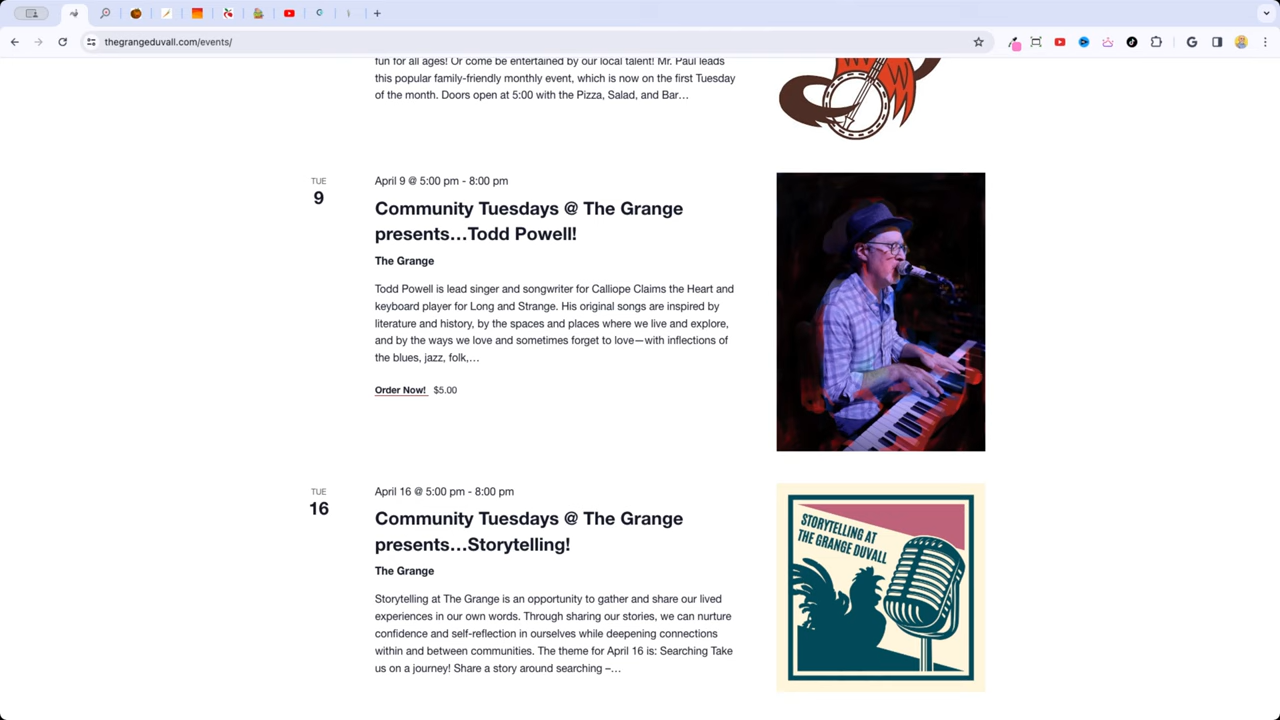 thegrangeduvall.com/events/
fun for all ages! Or come be entertained by our local talent! Mr. Paul leads
this popular family-friendly monthly event, which is now on the first Tuesday
of the month. Doors open at 5:00 with the Pizza, Salad, and Bar…
TUE
9
April 9 @ 5:00 pm - 8:00 pm
Community Tuesdays @ The Grange
presents…Todd Powell!
The Grange
Todd Powell is lead singer and songwriter for Calliope Claims the Heart and
keyboard player for Long and Strange. His original songs are inspired by
literature and history, by the spaces and places where we live and explore,
and by the ways we love and sometimes forget to love—with inflections of
the blues, jazz, folk,…
Order Now! $5.00
TUE
16
April 16 @ 5:00 pm - 8:00 pm
Community Tuesdays @ The Grange
presents…Storytelling!
The Grange
Storytelling at The Grange is an opportunity to gather and share our lived
experiences in our own words. Through sharing our stories, we can nurture
confidence and self-reflection in ourselves while deepening connections
within and between communities. The theme for April 16 is: Searching Take
us on a journey! Share a story around searching –…
STORYTELLING AT
THE GRANGE DUVALL